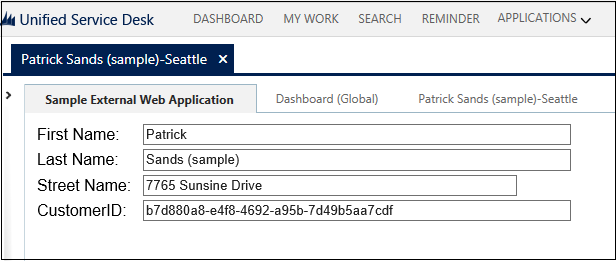 Unified Service Desk DASHBOARD MY WORK SEARCH REMINDER APPLICATIONS
Patrick Sands (sample)-Seattle ×
Sample External Web Application Dashboard (Global) Patrick Sands (sample)-Seattle
First Name: Patrick
Last Name: Sands (sample)
Street Name: 7765 Sunsine Drive
CustomerID: b7d880a8-e4f8-4692-a95b-7d49b5aa7cdf